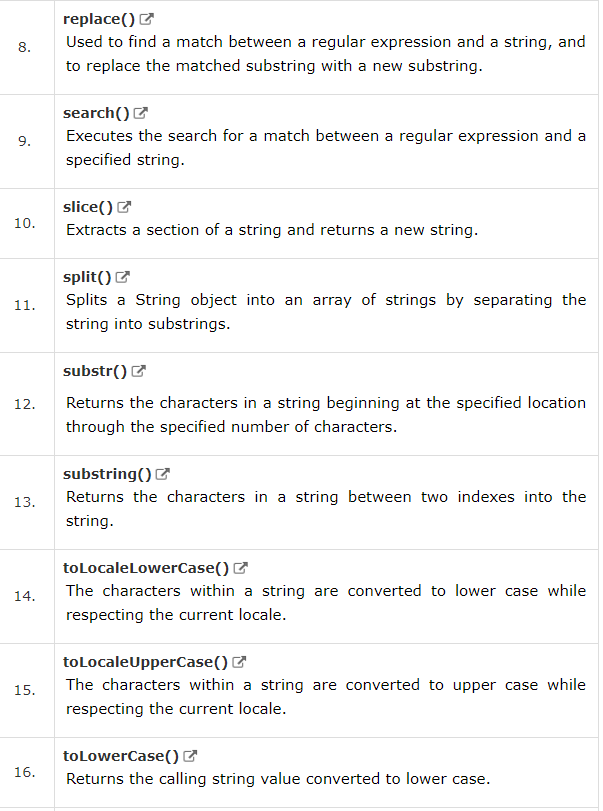 replace()
8.
Used to find a match between a regular expression and a string, and
to replace the matched substring with a new substring.
search()
9.
Executes the search for a match between a regular expression and a
specified string.
slice()
10.
Extracts a section of a string and returns a new string.
split()
11.
Splits a String object into an array of strings by separating the
string into substrings.
substr()
12.
Returns the characters in a string beginning at the specified location
through the specified number of characters.
substring()
13.
Returns the characters in a string between two indexes into the
string.
toLocaleLowerCase()
14.
The characters within a string are converted to lower case while
respecting the current locale.
toLocaleUpperCase()
15.
The characters within a string are converted to upper case while
respecting the current locale.
toLowerCase()
16.
Returns the calling string value converted to lower case.